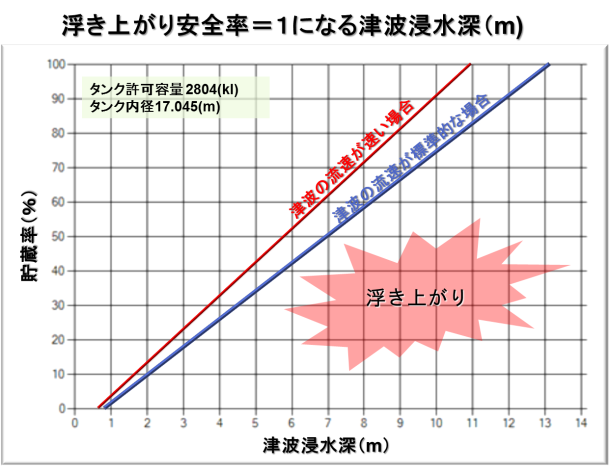 浮き上がり安全率＝１になる津波浸水深（m）
タンク許可容量 2804(kl)
タンク内径17.045(m)
津波の流速が速い場合
津波の流速が標準的な場合
浮き上がり
貯蔵率（%）
100
90
80
70
60
50
40
30
20
10
0
0 1 2 3 4 5 6 7 8 9 10 11 12 13 14
津波浸水深（m）